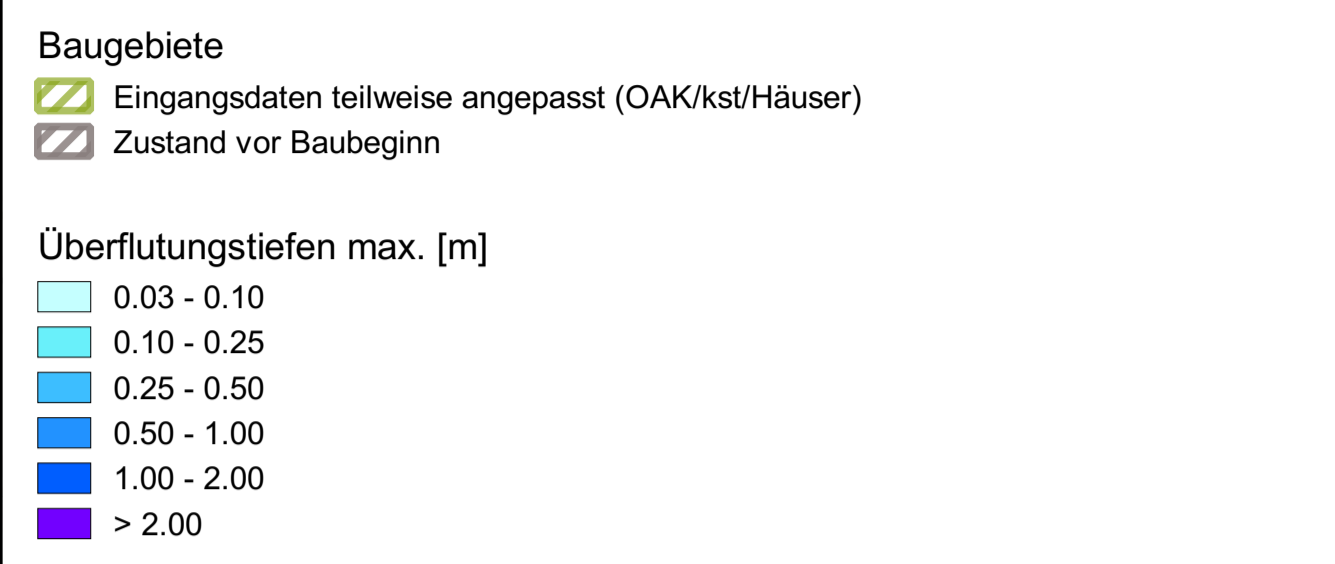 Baugebiete
Eingangsdaten teilweise angepasst (OAK/kst/Häuser)
Zustand vor Baubeginn
Überflutungstiefen max. [m]
0.03 - 0.10
0.10 - 0.25
0.25 - 0.50
0.50 - 1.00
1.00 - 2.00
> 2.00